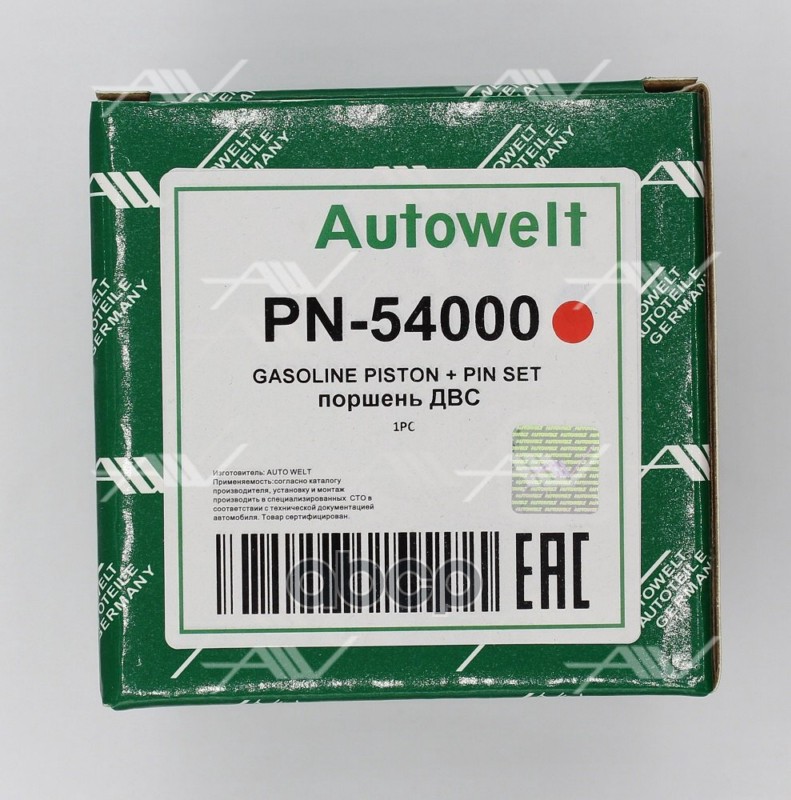 Autowelt
PN-54000
GASOLINE PISTON + PIN SET
поршень ДВС
1PC
Изготовитель: AUTO WELT
Применяемость:согласно каталогу
производителя, установку и монтаж
производить в специализированных СТО в
соответствии с технической документацией
автомобиля. Товар сертифицирован.
EAC
abcp
AUTOWELT
AUTOTEILE
GERMANY